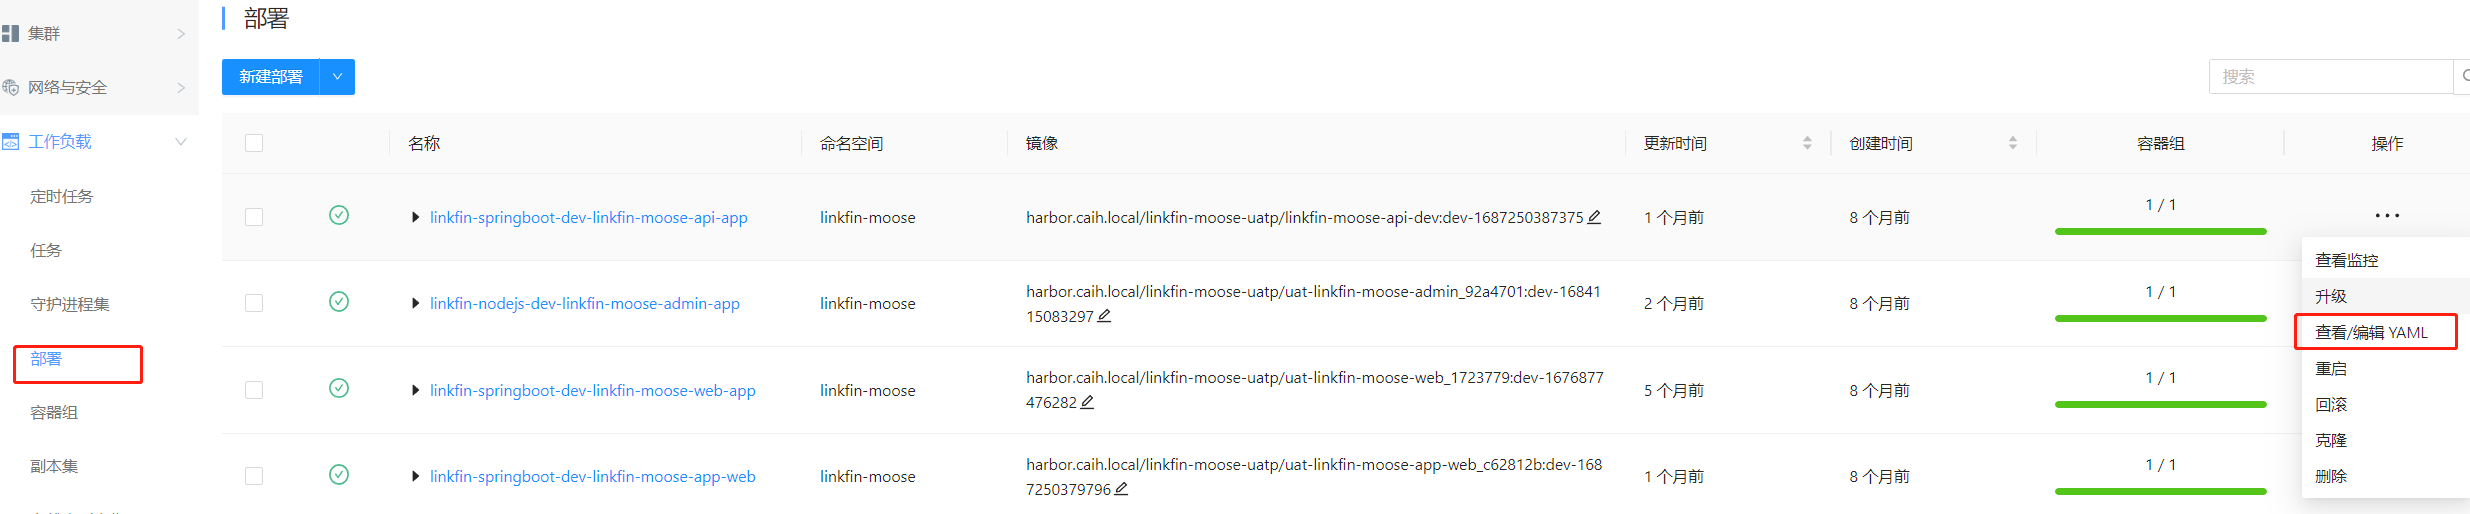 部署
集群
网络与安全
工作负载
定时任务
任务
守护进程集
部署
容器组
副本集
新建部署
搜索
名称
命名空间
镜像
更新时间
创建时间
容器组
操作
linkfin-springboot-dev-linkfin-moose-api-app
linkfin-moose
harbor.caih.local/linkfin-moose-uatp/linkfin-moose-api-dev:dev-1687250387375
1 个月前
8 个月前
1 / 1
linkfin-nodejs-dev-linkfin-moose-admin-app
linkfin-moose
harbor.caih.local/linkfin-moose-uatp/uat-linkfin-moose-admin_92a4701:dev-16841
15083297
2 个月前
8 个月前
1 / 1
linkfin-springboot-dev-linkfin-moose-web-app
linkfin-moose
harbor.caih.local/linkfin-moose-uatp/uat-linkfin-moose-web_1723779:dev-1676877
476282
5 个月前
8 个月前
1 / 1
linkfin-springboot-dev-linkfin-moose-app-web
linkfin-moose
harbor.caih.local/linkfin-moose-uatp/uat-linkfin-moose-app-web_c62812b:dev-168
7250379796
1 个月前
8 个月前
1 / 1
查看监控
升级
查看/编辑 YAML
重启
回滚
克隆
删除